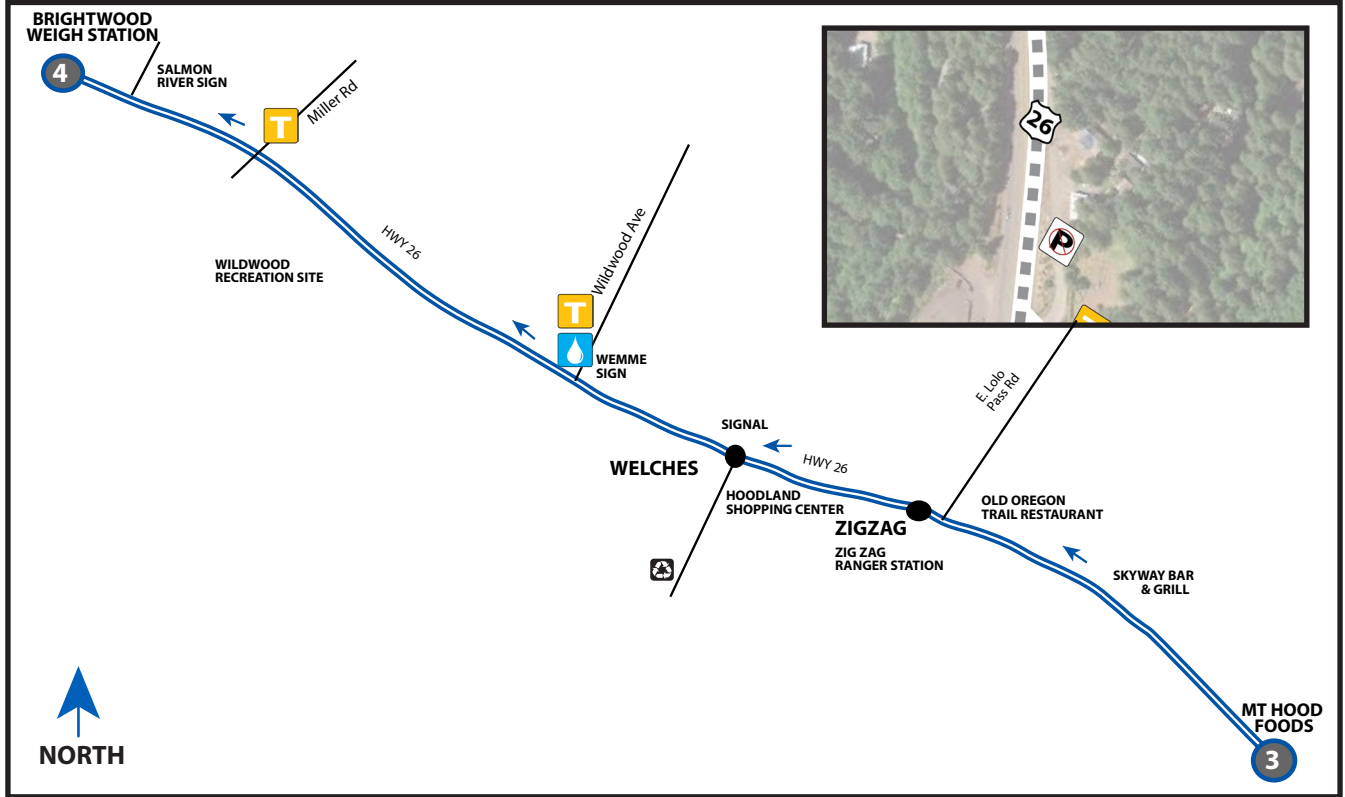 BRIGHTWOOD
WEIGH STATION
4
SALMON
RIVER SIGN
T
Miller Rd
26
P
HWY 26
WILDWOOD
RECREATION SITE
Wildwood Ave
T
WEMME
SIGN
E. Lolo
Pass Rd
SIGNAL
WELCHES
HWY 26
HOODLAND
SHOPPING CENTER
OLD OREGON
TRAIL RESTAURANT
ZIGZAG
ZIG ZAG
RANGER STATION
SKYWAY BAR
& GRILL
MT HOOD
FOODS
3
NORTH